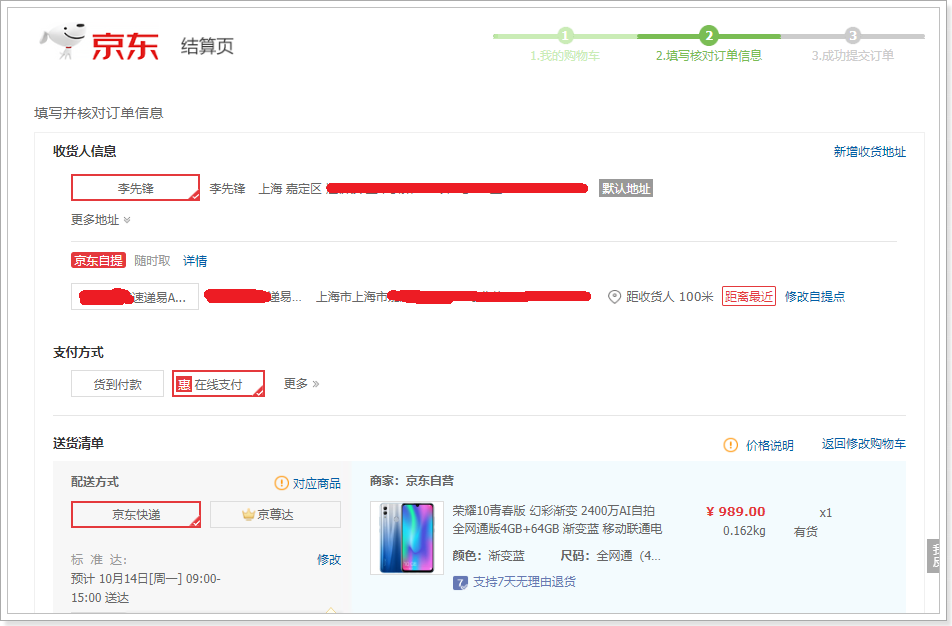 京东 结算页
1 2 3
1.我的购物车 2.填写核对订单信息 3.成功提交订单
填写并核对订单信息
收货人信息 新增收货地址
李先锋 李先锋 上海 嘉定区 默认地址
更多地址
京东自提 随时取 详情
速递易A... 递易... 上海市上海市 距收货人 100米 距离最近 修改自提点
支付方式
货到付款 惠 在线支付 更多 »
送货清单 价格说明 返回修改购物车
配送方式 对应商品 商家：京东自营
京东快递 京尊达
荣耀10青春版 幻彩渐变 2400万AI自拍 ￥989.00 x1
全网通版4GB+64GB 渐变蓝 移动联通电 0.162kg 有货
颜色：渐变蓝 尺码：全网通（4...
7 支持7天无理由退货
标 准 达: 修改
预计 10月14日[周一] 09:00-
15:00 送达